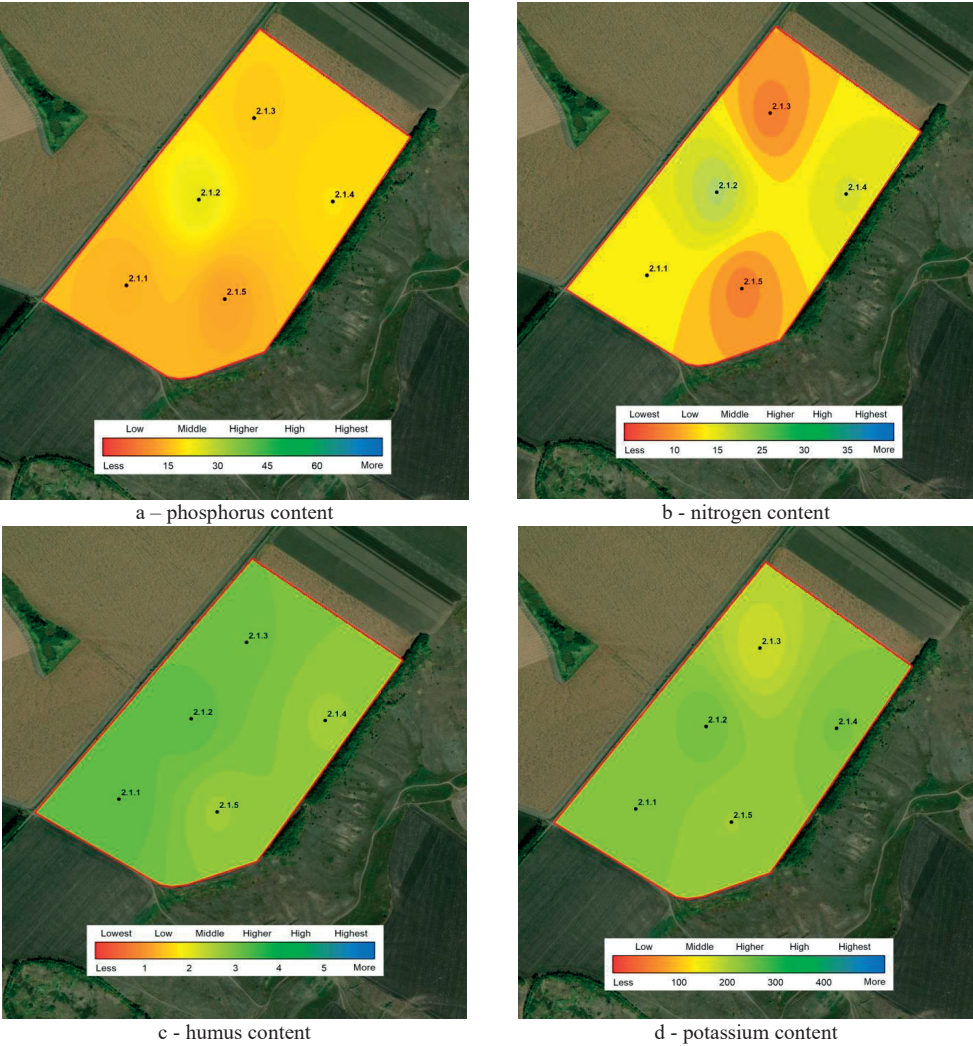 2.1.3
2.1.2
2.1.4
2.1.1
2.1.5
Low Middle Higher High Highest
Less 15 30 45 60 More
a – phosphorus content
2.1.3
2.1.2
2.1.4
2.1.1
2.1.5
Lowest Low Middle Higher High Highest
Less 10 15 25 30 35 More
b - nitrogen content
2.1.3
2.1.2
2.1.4
2.1.1
2.1.5
Lowest Low Middle Higher High Highest
Less 1 2 3 4 5 More
c - humus content
2.1.3
2.1.2
2.1.4
2.1.1
2.1.5
Low Middle Higher High Highest
Less 100 200 300 400 More
d - potassium content